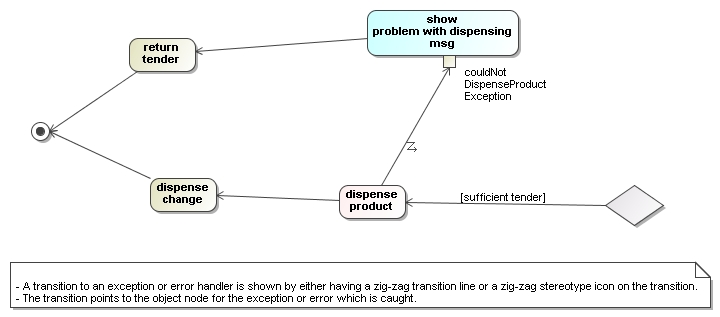 show
problem with dispensing
msg
return
tender
couldNot
DispenseProduct
Exception
dispense
change
dispense
product
[sufficient tender]
- A transition to an exception or error handler is shown by either having a zig-zag transition line or a zig-zag stereotype icon on the transition.
- The transition points to the object node for the exception or error which is caught.